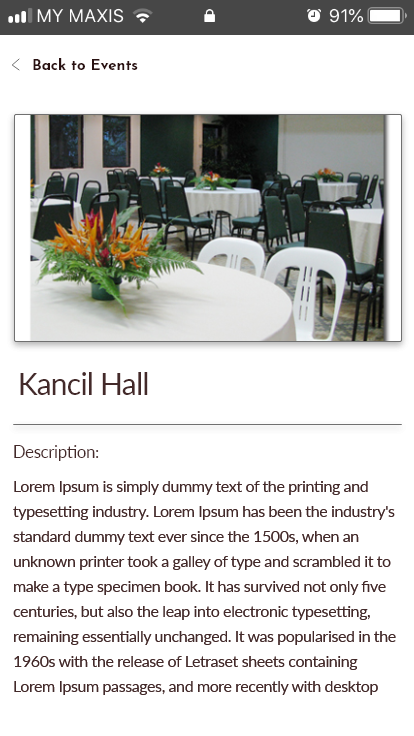 MY MAXIS 91%
Back to Events
Kancil Hall
Description:
Lorem Ipsum is simply dummy text of the printing and
typesetting industry. Lorem Ipsum has been the industry's
standard dummy text ever since the 1500s, when an
unknown printer took a galley of type and scrambled it to
make a type specimen book. It has survived not only five
centuries, but also the leap into electronic typesetting,
remaining essentially unchanged. It was popularised in the
1960s with the release of Letraset sheets containing
Lorem Ipsum passages, and more recently with desktop